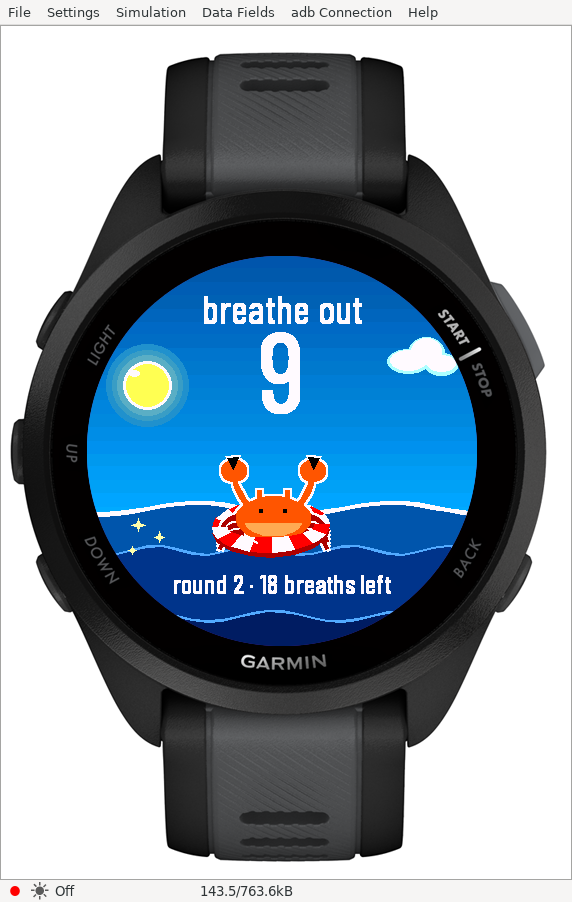 File Settings Simulation Data Fields adb Connection Help
breathe out
9
LIGHT
START
STOP
UP
DOWN
BACK
round 2 · 18 breaths left
GARMIN
Off 143.5/763.6kB